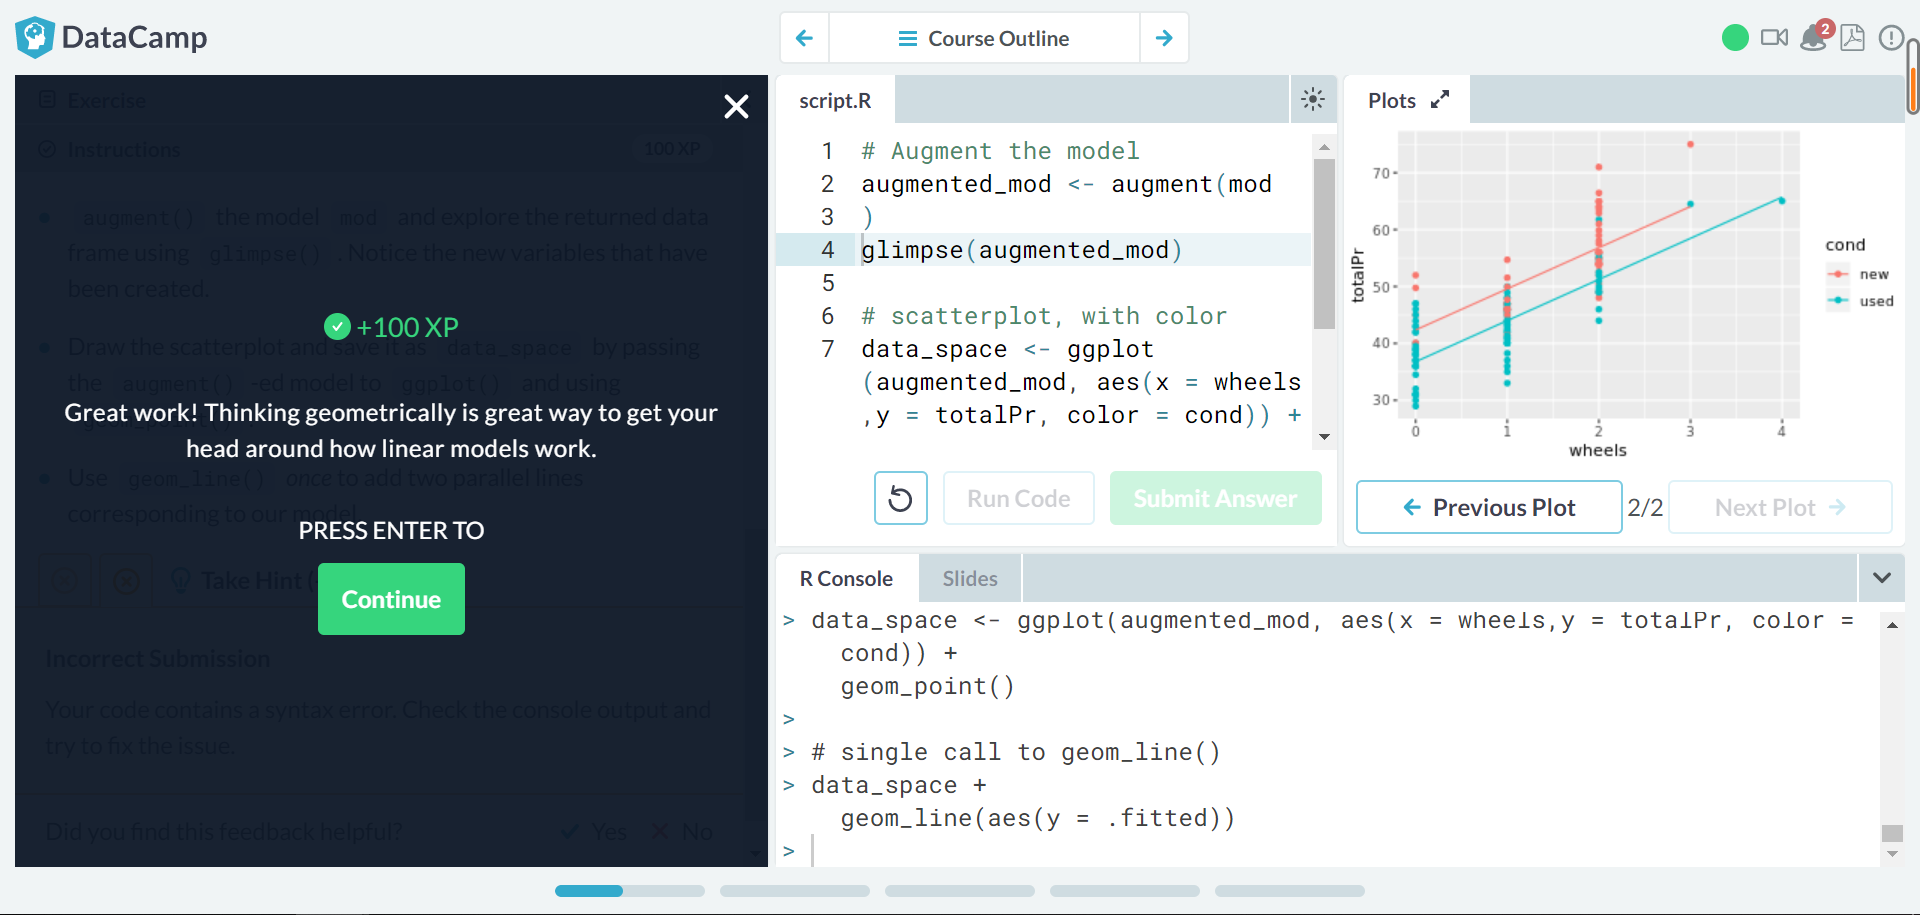 DataCamp
Course Outline
2
Exercise
Instructions
100 XP
augment() the model mod and explore the returned data
frame using glimpse() . Notice the new variables that have
been created.
+100 XP
Draw the scatterplot and save it as data_space by passing
the augment() -ed model to ggplot() and using
geom_point()
Great work! Thinking geometrically is great way to get your
head around how linear models work.
Use geom_line() once to add two parallel lines
corresponding to our model.
PRESS ENTER TO
Take Hint (
Continue
Incorrect Submission
Your code contains a syntax error. Check the console output and
try to fix the issue.
Did you find this feedback helpful?
Yes
No
script.R
1 # Augment the model
2 augmented_mod <- augment(mod
3 )
4 glimpse(augmented_mod)
5
6 # scatterplot, with color
7 data_space <- ggplot
(augmented_mod, aes(x = wheels
,y = totalPr, color = cond)) +
Run Code
Submit Answer
Plots
70
60
50
40
30
totalPr
0 1 2 3 4
wheels
cond
new
used
Previous Plot
2/2
Next Plot
R Console
Slides
> data_space <- ggplot(augmented_mod, aes(x = wheels,y = totalPr, color =
cond)) +
geom_point()
>
> # single call to geom_line()
> data_space +
geom_line(aes(y = .fitted))
>